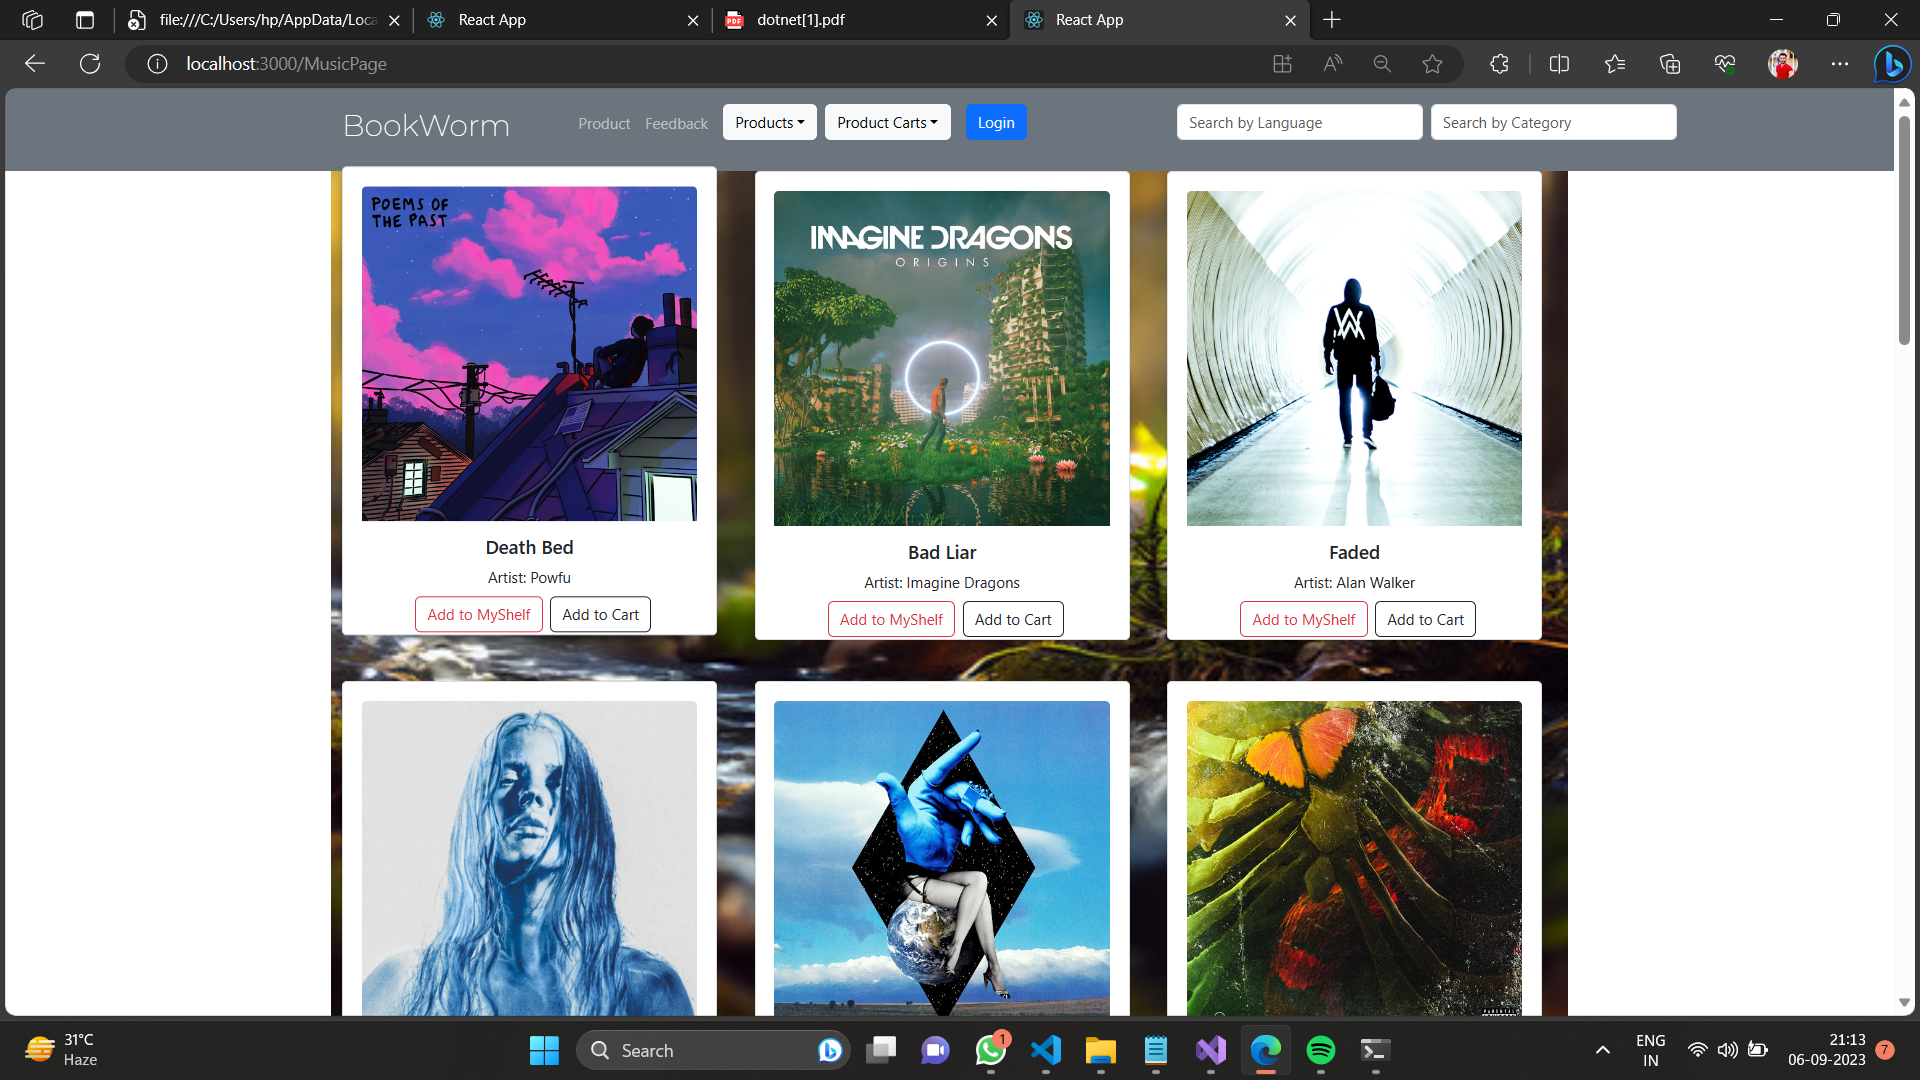 file:///C:/Users/hp/AppData/Loca
React App
dotnet[1].pdf
React App
localhost:3000/MusicPage
BookWorm
Product
Feedback
Products
Product Carts
Login
Search by Language
Search by Category
POEMS OF
THE PAST
IMAGINE DRAGONS
ORIGINS
Death Bed
Artist: Powfu
Add to MyShelf
Add to Cart
Bad Liar
Artist: Imagine Dragons
Add to MyShelf
Add to Cart
Faded
Artist: Alan Walker
Add to MyShelf
Add to Cart
31°C
Haze
Search
1
ENG
IN
21:13
06-09-2023
7